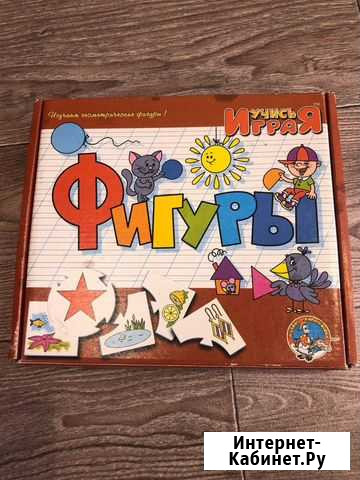 Изучаем геометрические фигуры!
УЧИСЬ
ИГРАЯ
ФИГУРЫ
Интернет-
Кабинет.Ру